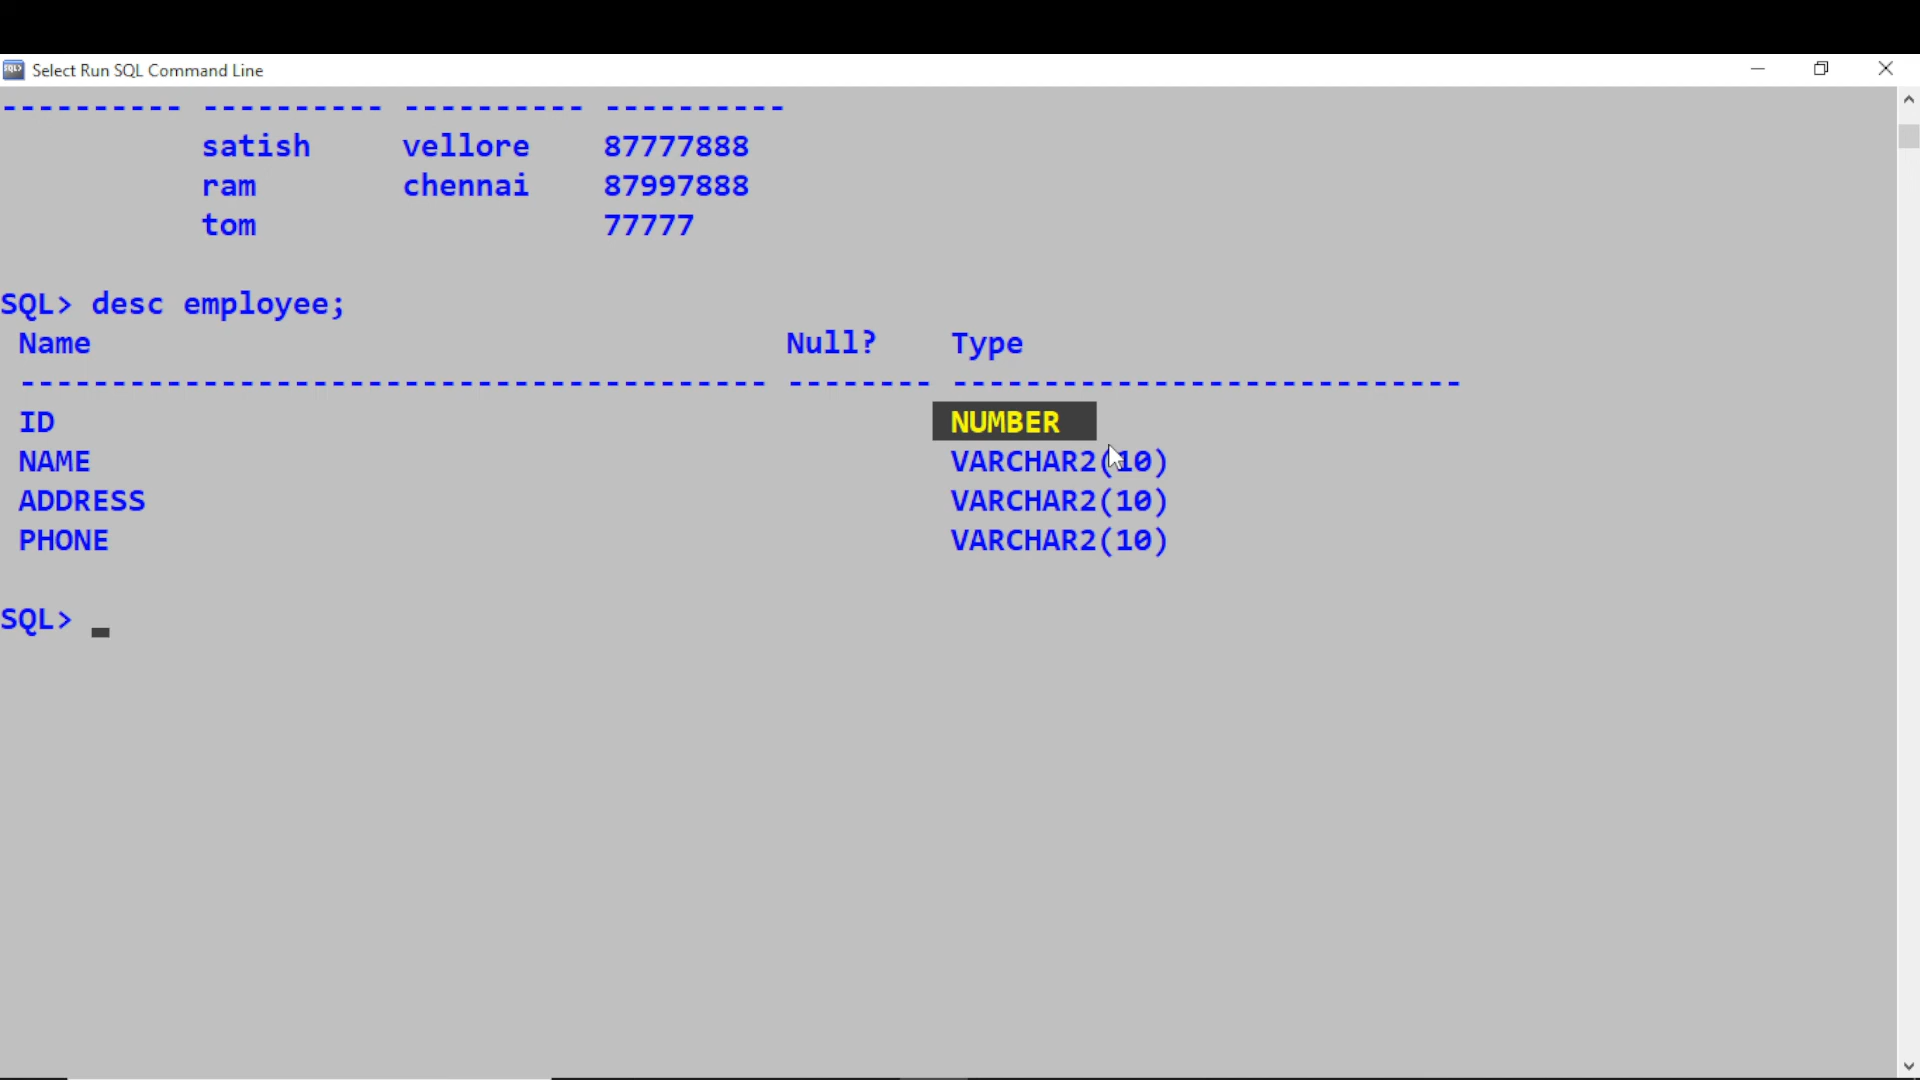 Select Run SQL Command Line
---------- ---------- ---------- ----------
           satish     vellore    87777888
           ram        chennai    87997888
           tom                   77777
SQL> desc employee;
 Name                                      Null?    Type
 ----------------------------------------- -------- ----------------------------
 ID                                                 NUMBER
 NAME                                               VARCHAR2(10)
 ADDRESS                                            VARCHAR2(10)
 PHONE                                              VARCHAR2(10)
SQL>